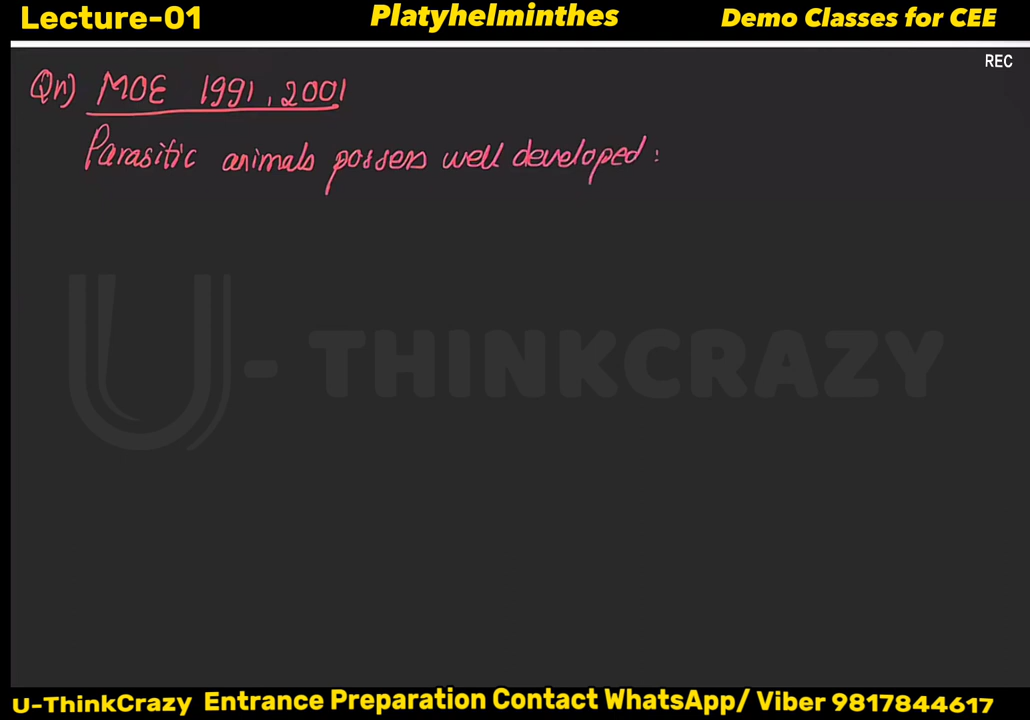 Lecture-01 Platyhelminthes Demo Classes for CEE
REC
Qn) MOE 1991, 2001
Parasitic animals possess well developed :
U - THINKCRAZY
U-ThinkCrazy Entrance Preparation Contact WhatsApp/ Viber 9817844617